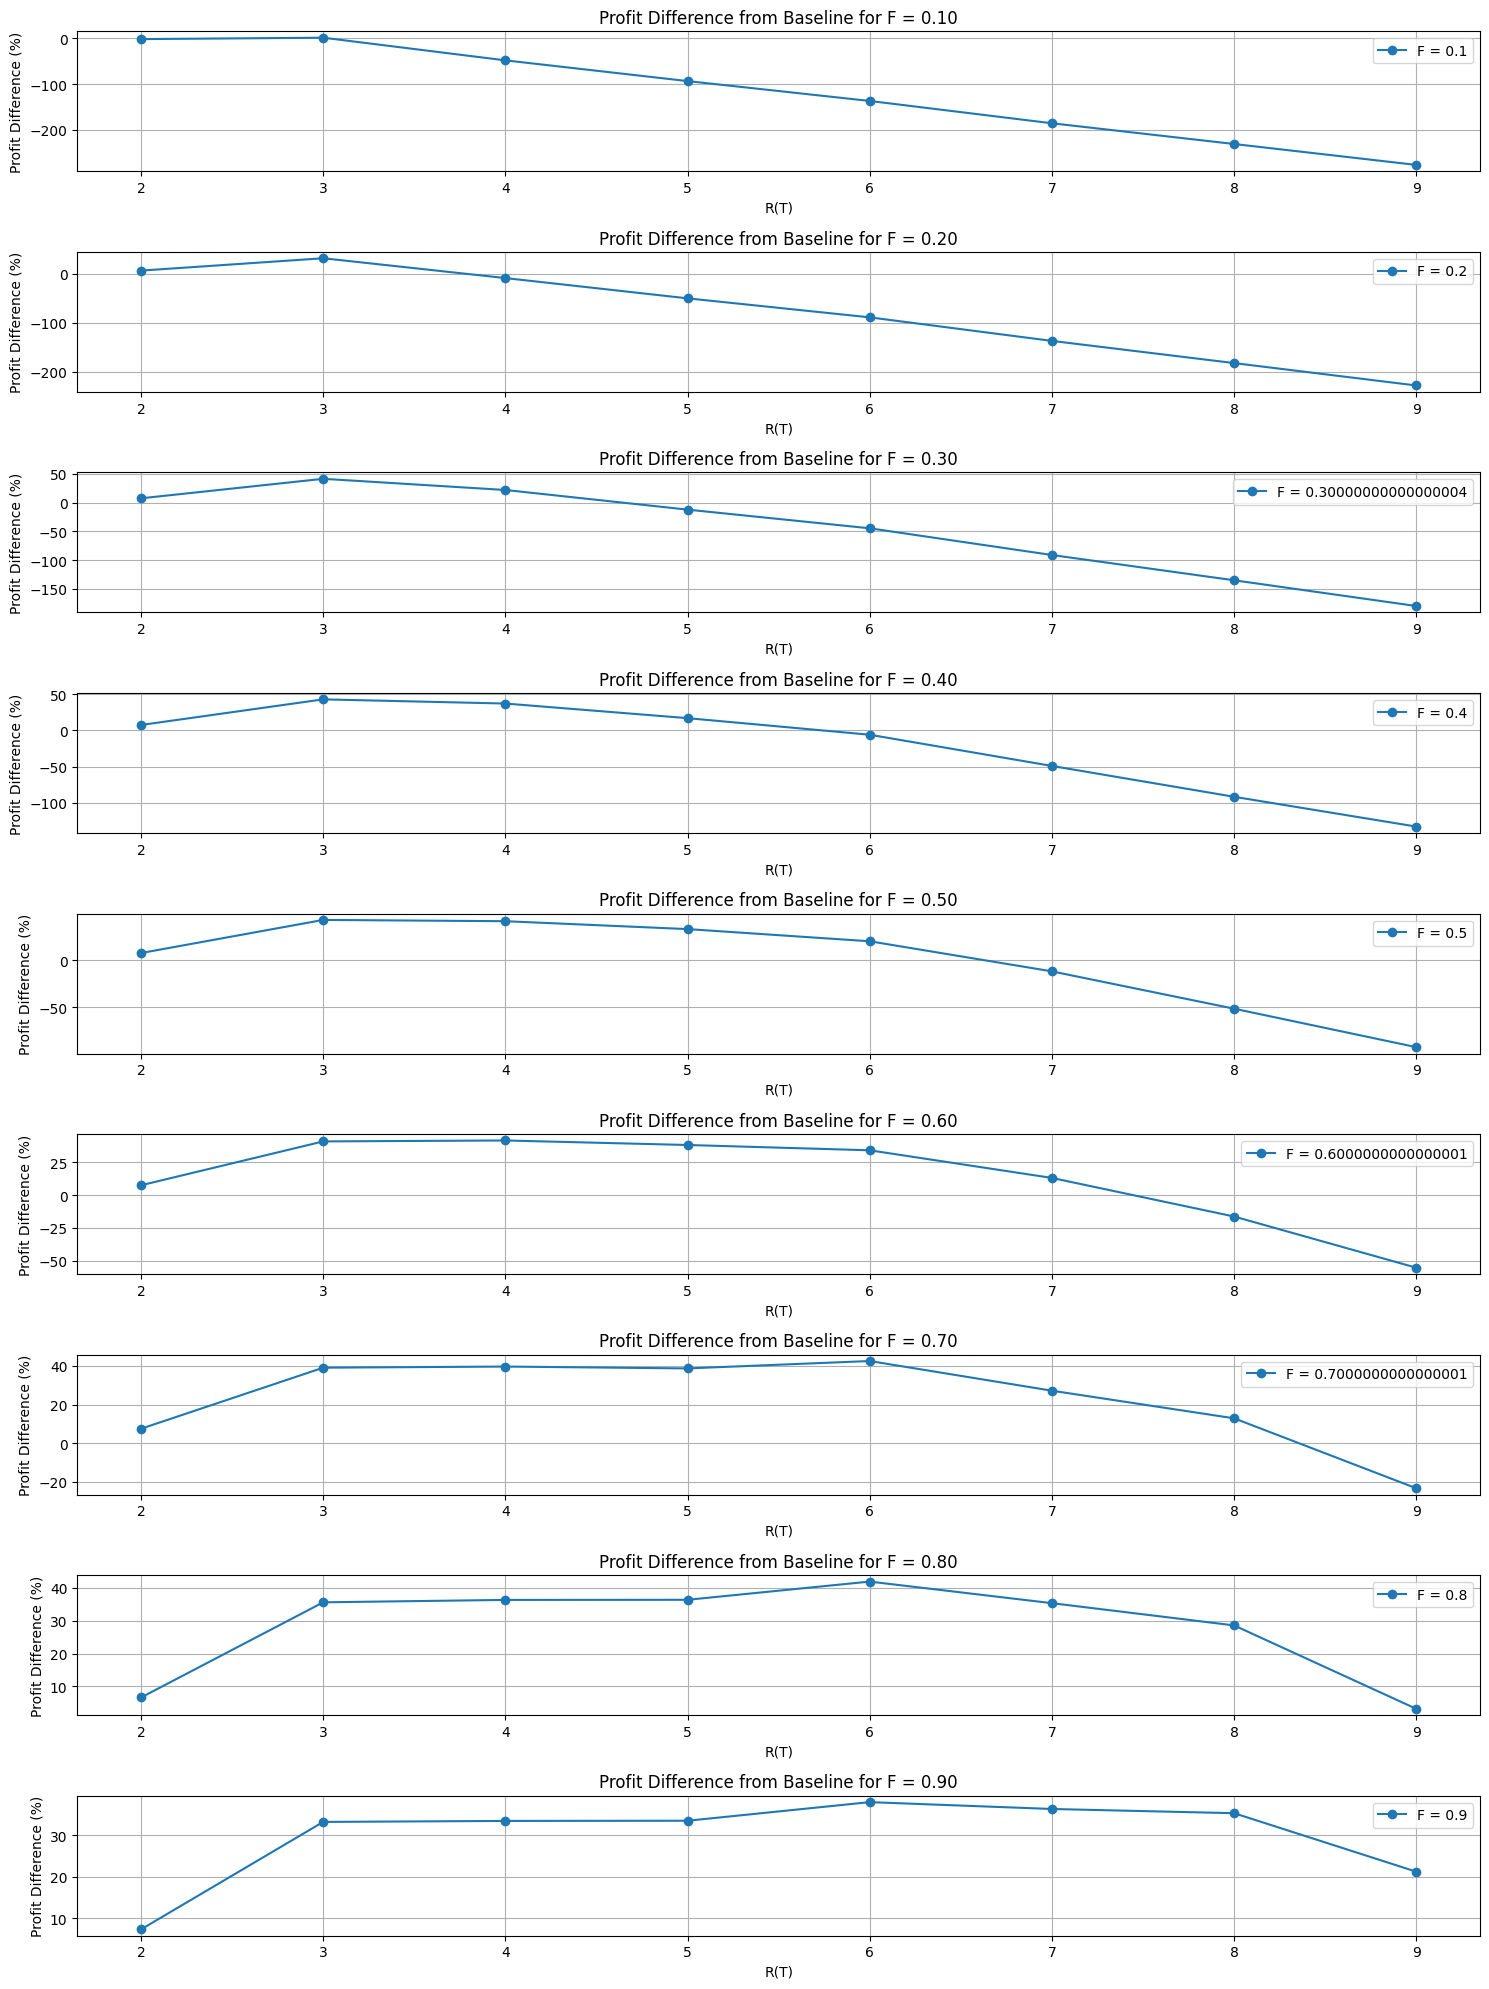 Profit Difference from Baseline for F = 0.10
Profit Difference (%)
0
−100
−200
F = 0.1
2 3 4 5 6 7 8 9
R(T)
Profit Difference from Baseline for F = 0.20
Profit Difference (%)
0
−100
−200
F = 0.2
2 3 4 5 6 7 8 9
R(T)
Profit Difference from Baseline for F = 0.30
Profit Difference (%)
50
0
−50
−100
−150
F = 0.30000000000000004
2 3 4 5 6 7 8 9
R(T)
Profit Difference from Baseline for F = 0.40
Profit Difference (%)
50
0
−50
−100
F = 0.4
2 3 4 5 6 7 8 9
R(T)
Profit Difference from Baseline for F = 0.50
Profit Difference (%)
0
−50
F = 0.5
2 3 4 5 6 7 8 9
R(T)
Profit Difference from Baseline for F = 0.60
Profit Difference (%)
25
0
−25
−50
F = 0.6000000000000001
2 3 4 5 6 7 8 9
R(T)
Profit Difference from Baseline for F = 0.70
Profit Difference (%)
40
20
0
−20
F = 0.7000000000000001
2 3 4 5 6 7 8 9
R(T)
Profit Difference from Baseline for F = 0.80
Profit Difference (%)
40
30
20
10
F = 0.8
2 3 4 5 6 7 8 9
R(T)
Profit Difference from Baseline for F = 0.90
Profit Difference (%)
30
20
10
F = 0.9
2 3 4 5 6 7 8 9
R(T)